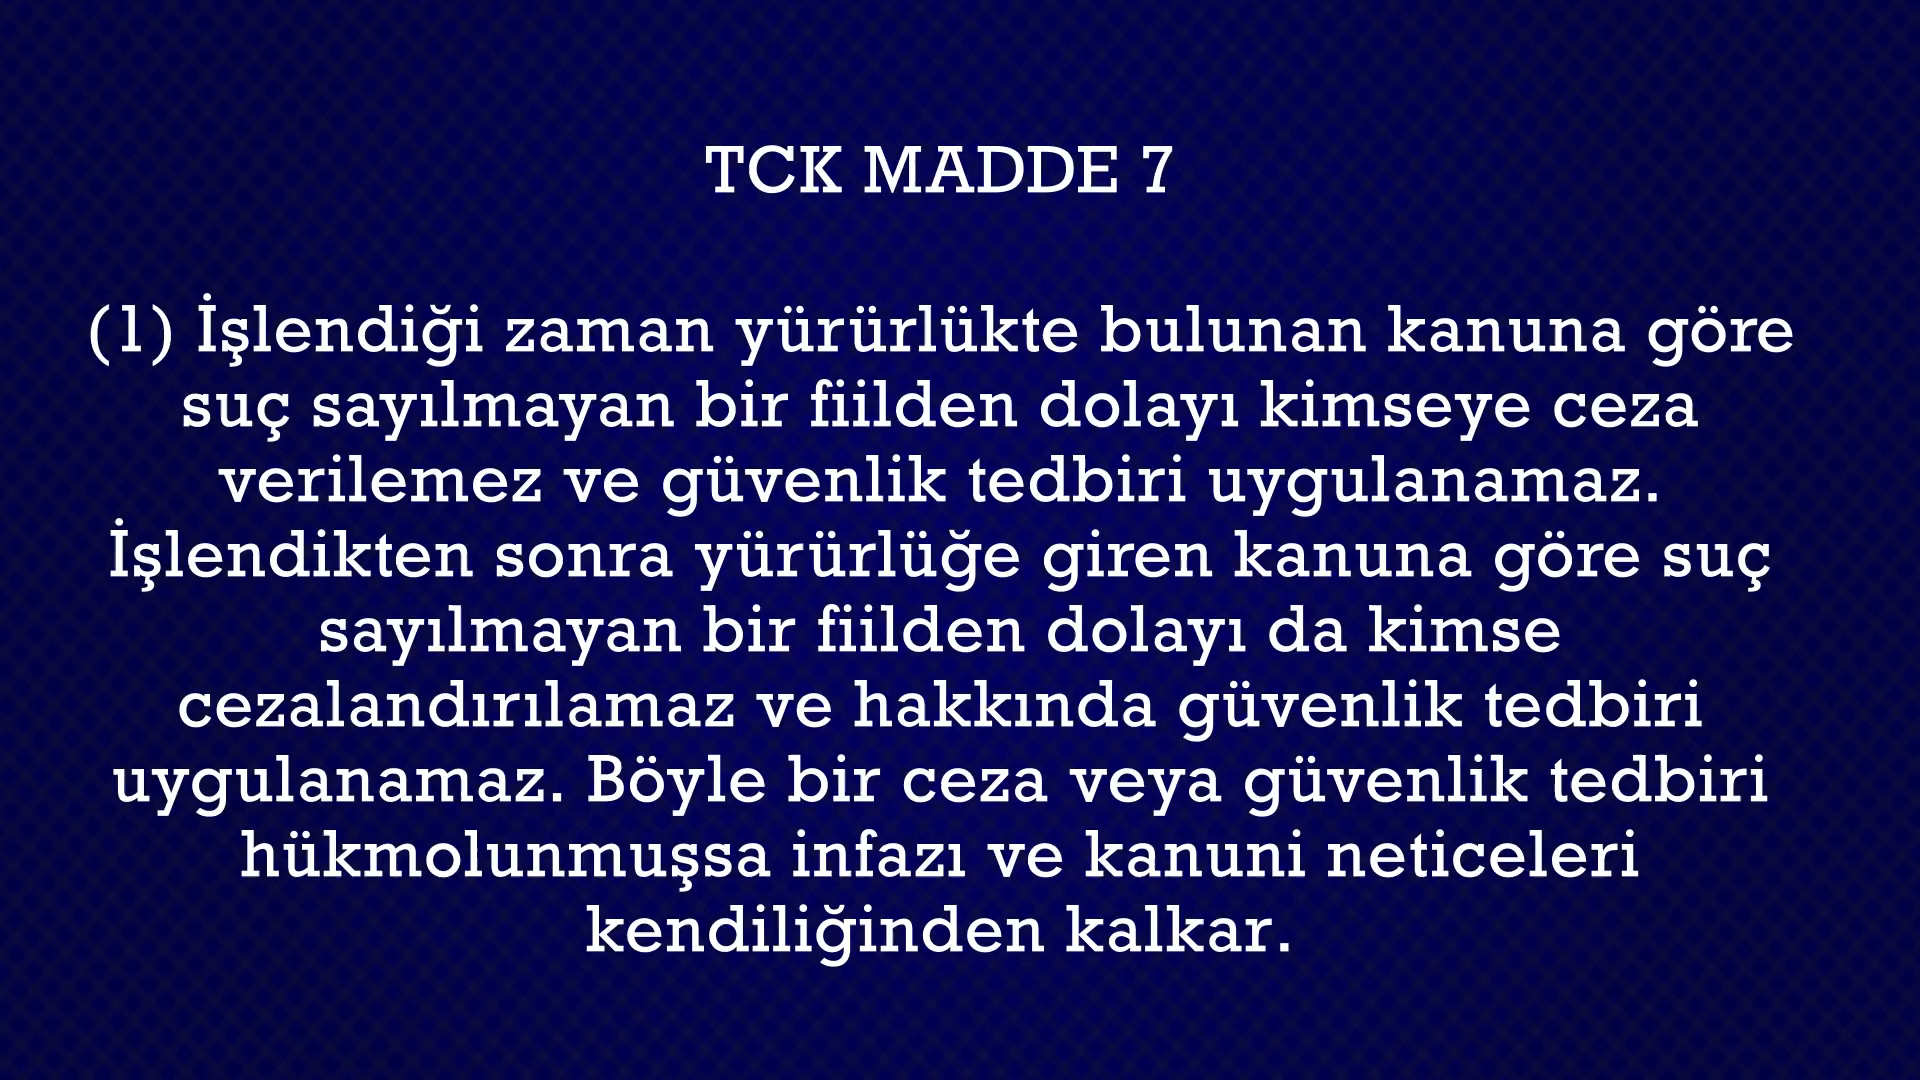 TCK MADDE 7
(1) İşlendiği zaman yürürlükte bulunan kanuna göre
suç sayılmayan bir fiilden dolayı kimseye ceza
verilemez ve güvenlik tedbiri uygulanamaz.
İşlendikten sonra yürürlüğe giren kanuna göre suç
sayılmayan bir fiilden dolayı da kimse
cezalandırılamaz ve hakkında güvenlik tedbiri
uygulanamaz. Böyle bir ceza veya güvenlik tedbiri
hükmolunmuşsa infazı ve kanuni neticeleri
kendiliğinden kalkar.